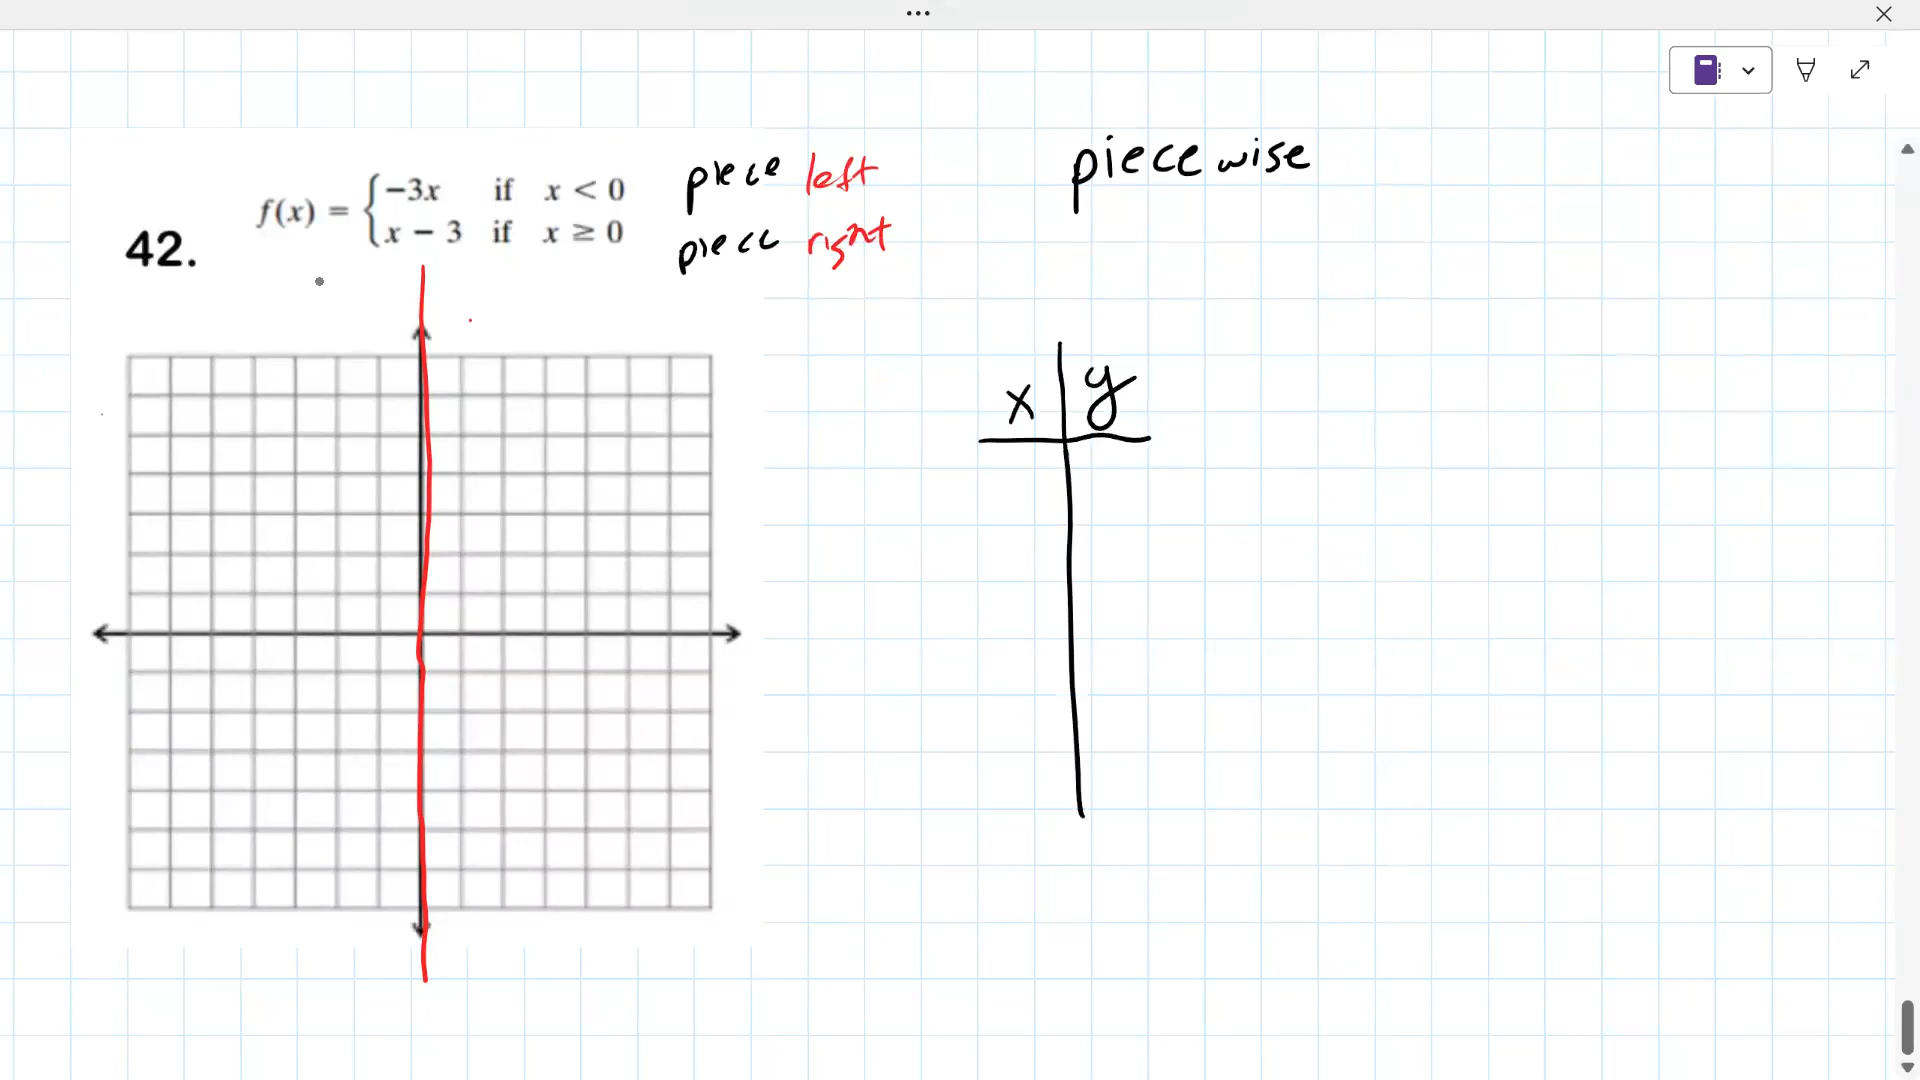 piecewise
f(x) = { −3x if x < 0 piece left
x − 3 if x ≥ 0 piece right
42.
x y